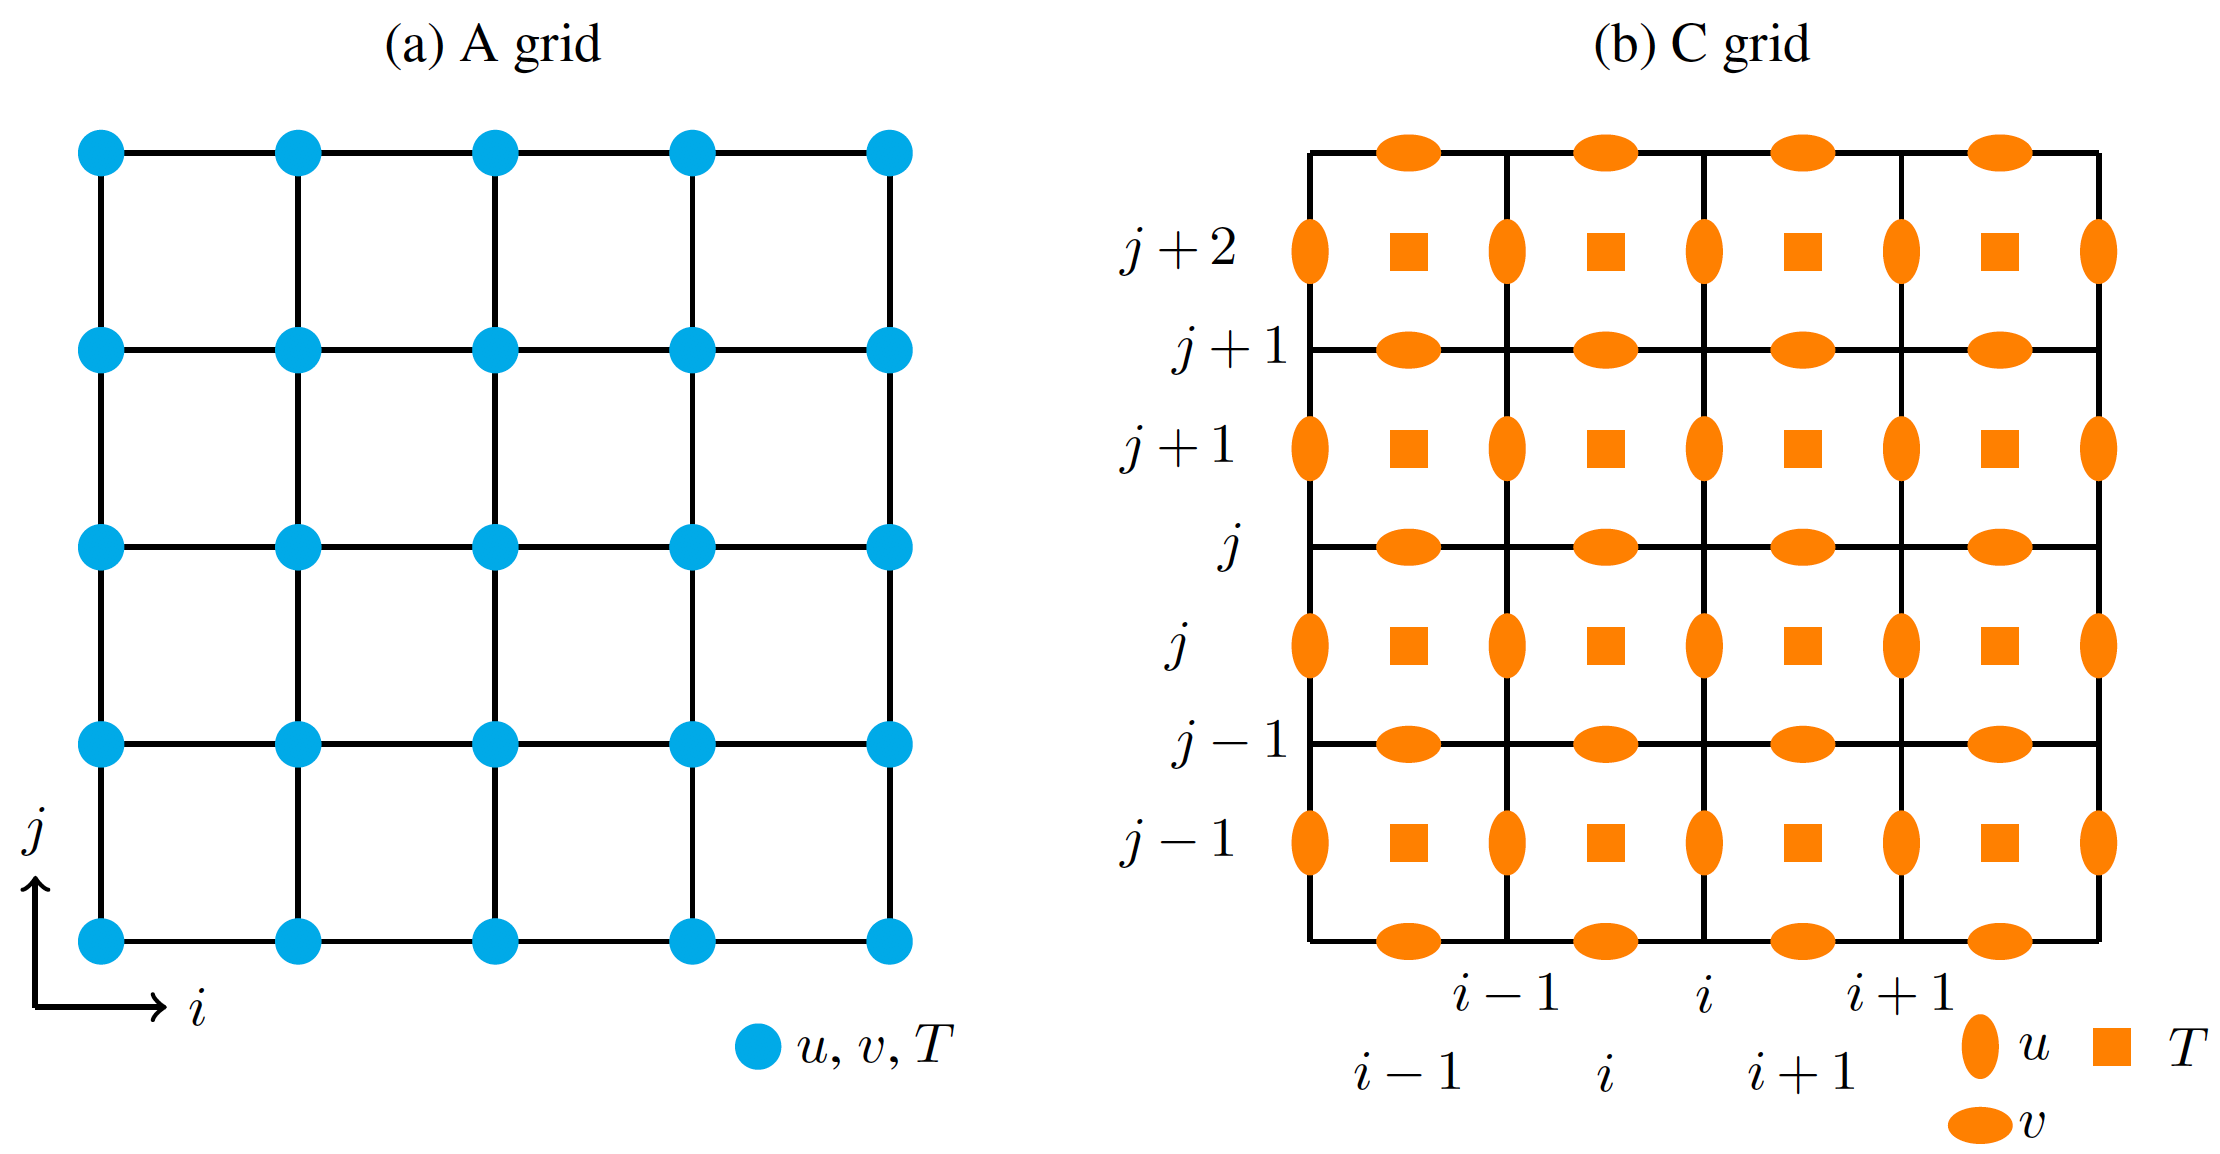 (a) A grid
j
i
u, v, T
(b) C grid
j + 2
j + 1
j + 1
j
j
j − 1
j − 1
i − 1 i i + 1
i − 1 i i + 1
u T
v